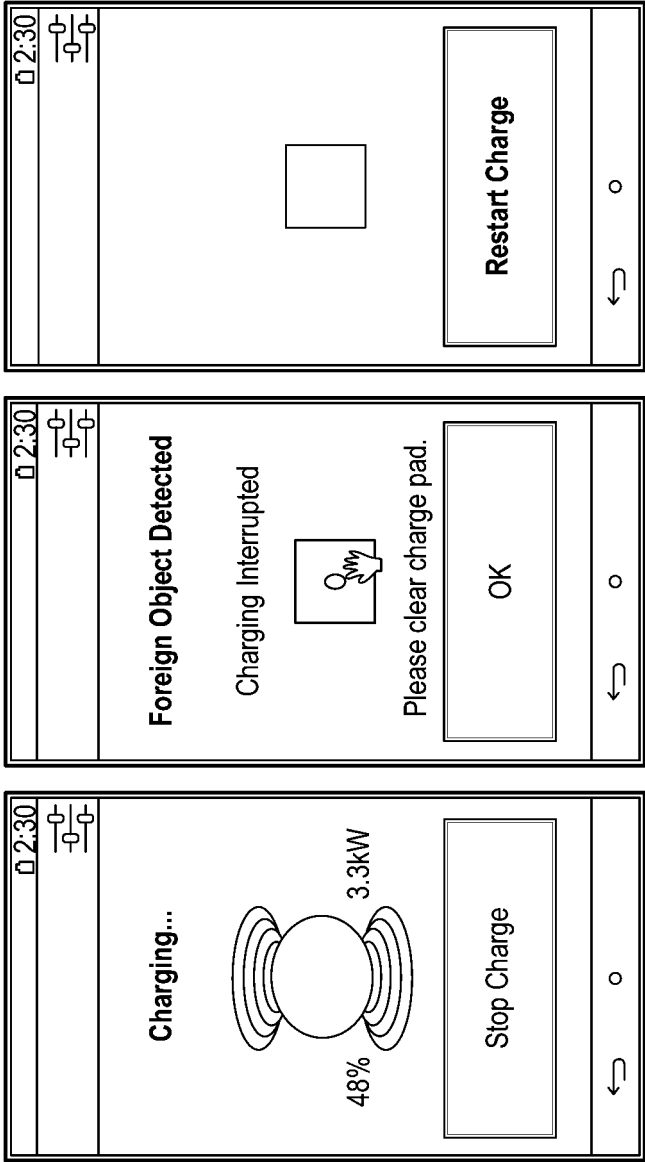 2:30
Charging...
48%
3.3kW
Stop Charge
2:30
Foreign Object Detected
Charging Interrupted
Please clear charge pad.
OK
2:30
Restart Charge